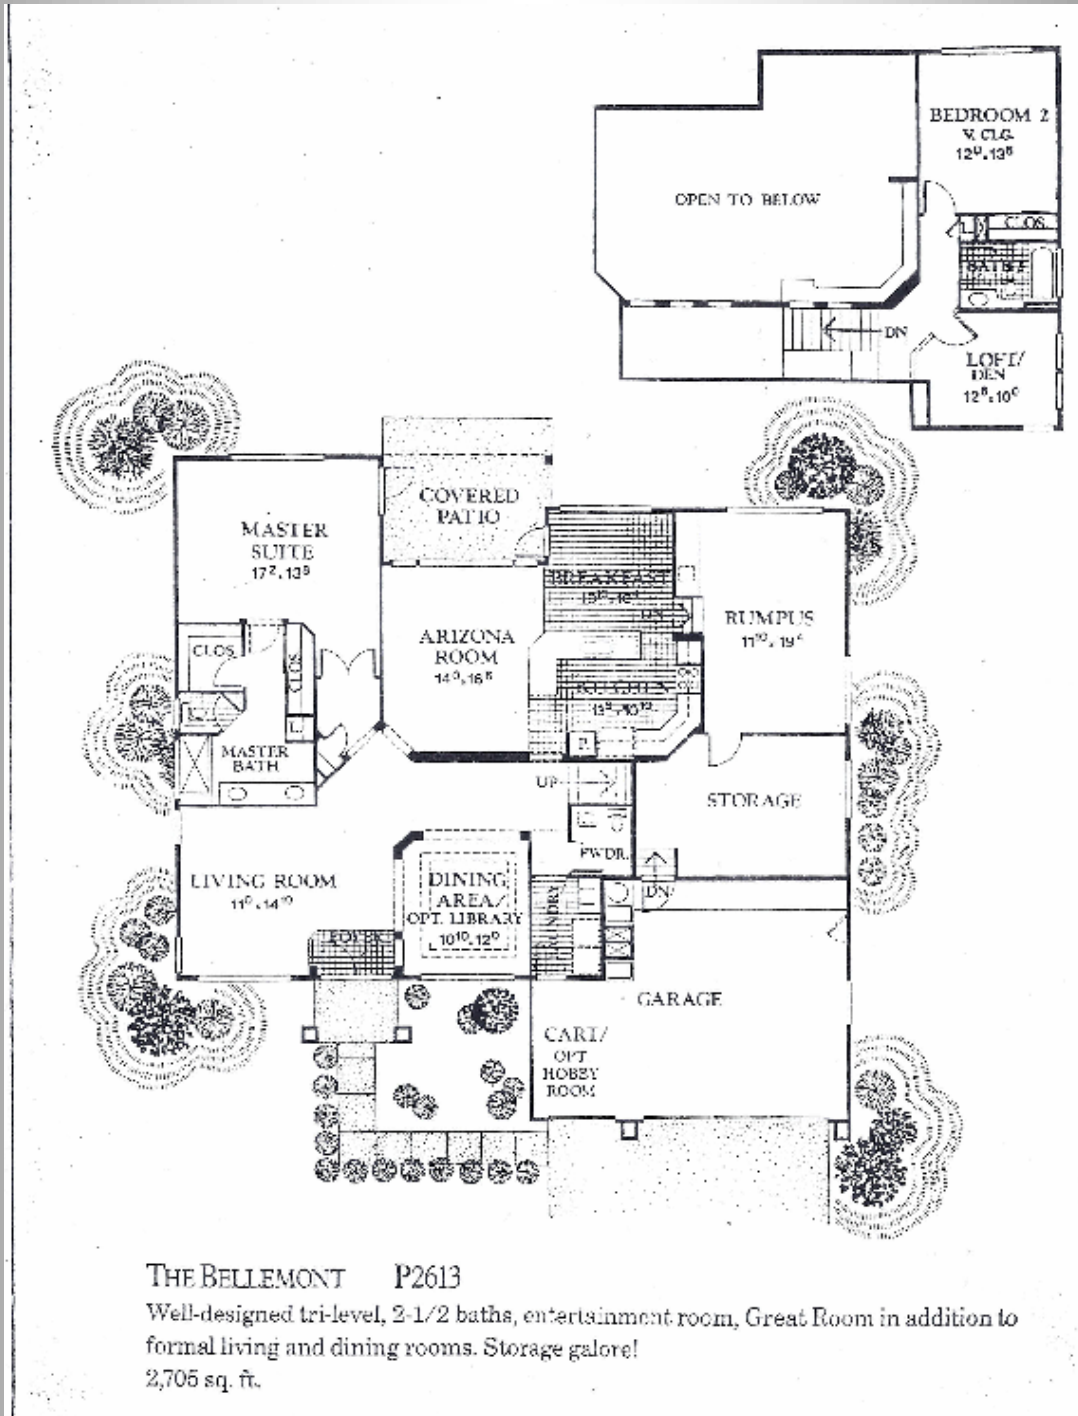 BEDROOM 2
V. CLG.
OPEN TO BELOW
CLOS.
DN
LOFT/
DEN
COVERED
PATIO
MASTER
SUITE
BREAKFAST
DN
RUMPUS
ARIZONA
ROOM
CLOS.
CLOS.
KITCHEN
R
MASTER
BATH
UP
STORAGE
PWDR.
LIVING ROOM
DINING
AREA/
OPT. LIBRARY
LAUNDRY
DN
FOYER
GARAGE
CART/
OPT
HOBBY
ROOM
THE BELLEMONT P2613
Well-designed tri-level, 2-1/2 baths, entertainment room, Great Room in addition to
formal living and dining rooms. Storage galore!
2,705 sq. ft.